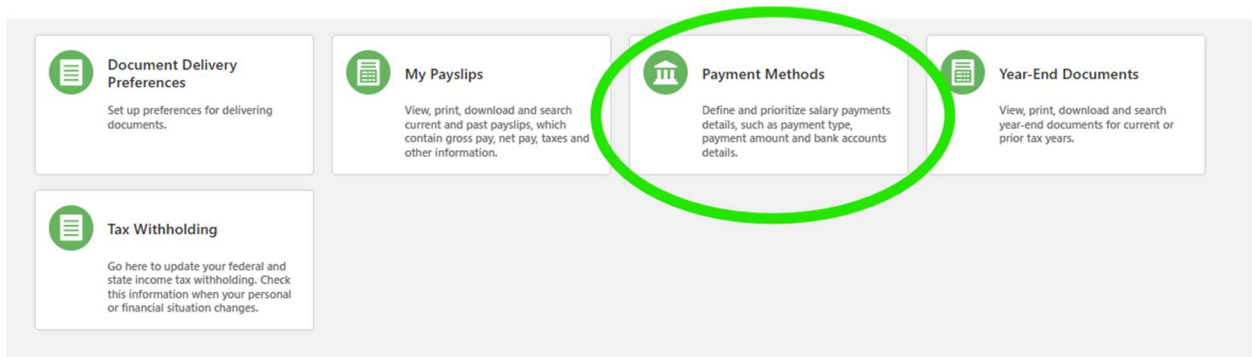 Document Delivery
Preferences
Set up preferences for delivering
documents.
My Payslips
View, print, download and search
current and past payslips, which
contain gross pay, net pay, taxes and
other information.
Payment Methods
Define and prioritize salary payments
details, such as payment type,
payment amount and bank accounts
details.
Year-End Documents
View, print, download and search
year-end documents for current or
prior tax years.
Tax Withholding
Go here to update your federal and
state income tax withholding. Check
this information when your personal
or financial situation changes.